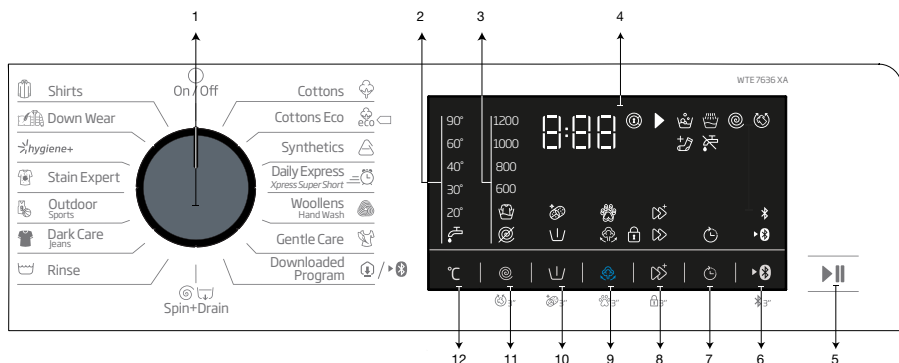 1
2
3
4
WTE 7636 XA
On / Off
Shirts
Down Wear
hygiene+
Stain Expert
Outdoor
Sports
Dark Care
Jeans
Rinse
Spin+Drain
Cottons
Cottons Eco
eco
Synthetics
Daily Express
Xpress Super Short
Woollens
Hand Wash
Gentle Care
Downloaded
Program
/
90°
60°
40°
30°
20°
1200
1000
800
600
8:88
°C
3" 3" 3" 3" 3"
12 11 10 9 8 7 6 5